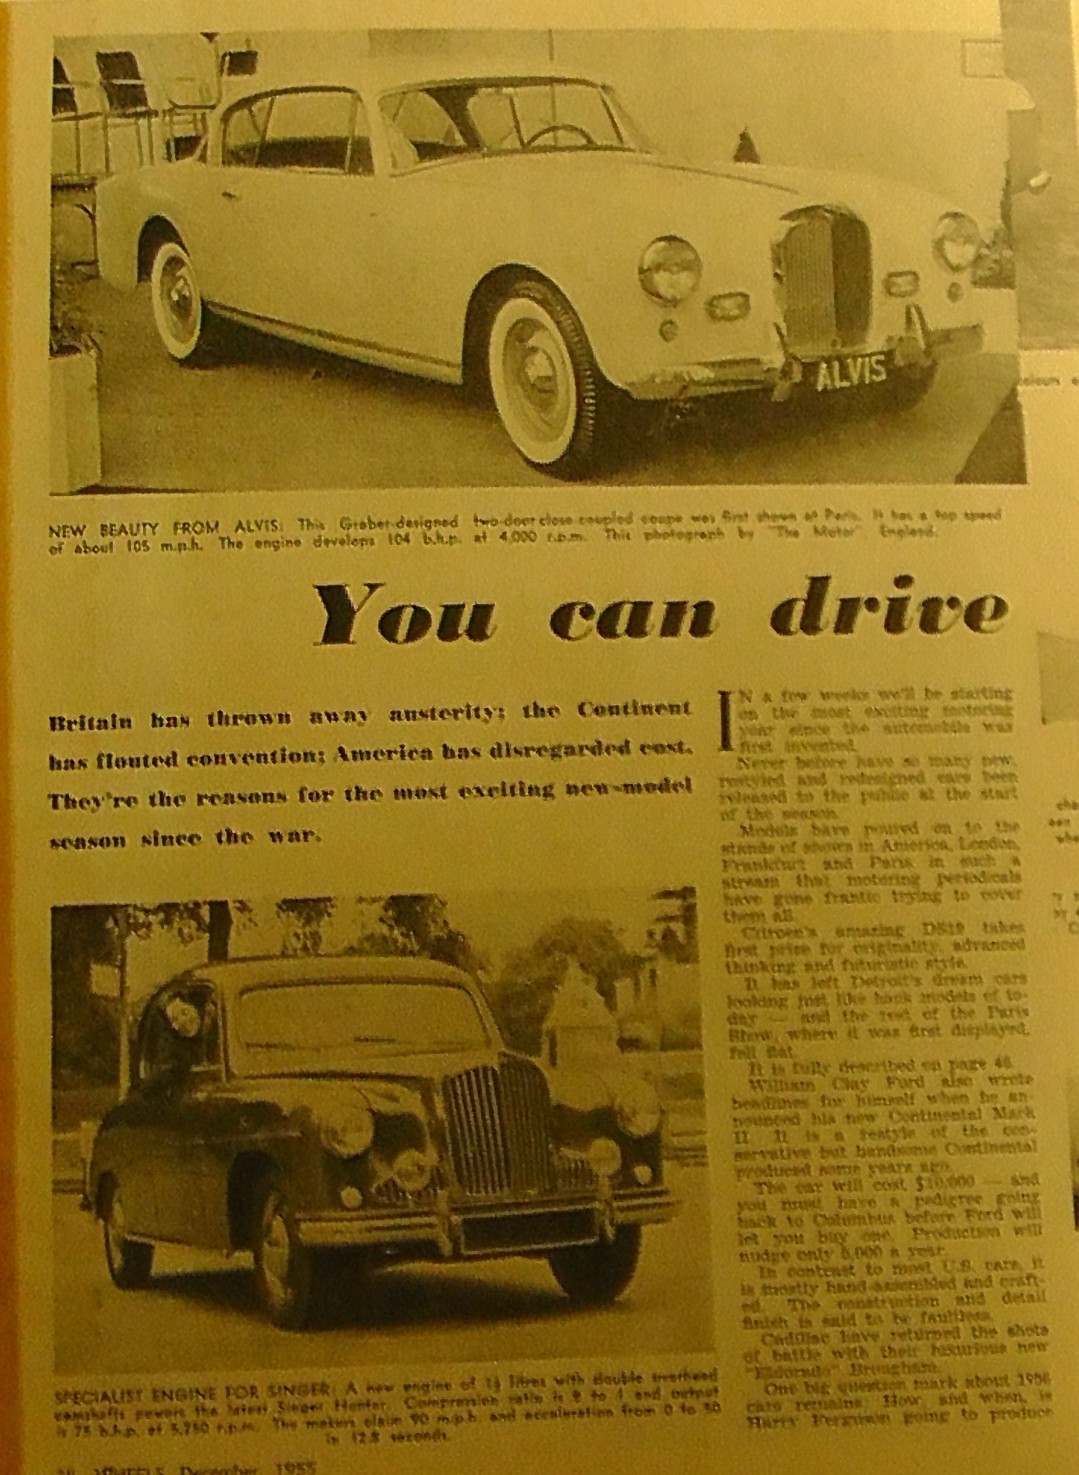 ALVIS
NEW BEAUTY FROM ALVIS: This Graber-designed two-door close-coupled coupe was first shown at Paris. It has a top speed
of about 105 m.p.h. The engine develops 104 b.h.p. at 4,000 r.p.m. This photograph by "The Motor" England.
You can drive
Britain has thrown away austerity; the Continent
has flouted convention; America has disregarded cost.
They're the reasons for the most exciting new-model
season since the war.
SPECIALIST ENGINE FOR SINGER: A new engine of 1½ litres with double overhead
camshafts powers the latest Singer Hunter. Compression ratio is 8 to 1 and output
is 75 b.h.p. at 5,250 r.p.m. The makers claim 90 m.p.h. and acceleration from 0 to 50
in 12.8 seconds.
WHEELS, December, 1955
IN a few weeks we'll be starting
on the most exciting motoring
year since the automobile was
first invented.
Never before have so many new,
restyled and redesigned cars been
released to the public at the start
of the season.
Models have poured on to the
stands of shows in America, London,
Frankfurt and Paris in such a
stream that motoring periodicals
have gone frantic trying to cover
them all.
Citroen's amazing DS19 takes
first prize for originality, advanced
thinking and futuristic style.
It has left Detroit's dream cars
looking just like back models of to-
day — and the rest of the Paris
Show, where it was first displayed,
fell flat.
It is fully described on page 46.
William Clay Ford also wrote
headlines for himself when he an-
nounced his new Continental Mark
II. It is a restyle of the con-
servative but handsome Continental
produced some years ago.
The car will cost $10,000 — and
you must have a pedigree going
back to Columbus before Ford will
let you buy one. Production will
nudge only a year.
In contrast to most U.S. cars, it
is mostly hand-assembled and craft-
ed. The construction and detail
finish is said to be faultless.
Cadillac have returned the shots
of battle with their luxurious new
"Eldorado" Brougham.
One big question mark about 1956
cars remains: How, and when, is
Harry Ferguson going to produce